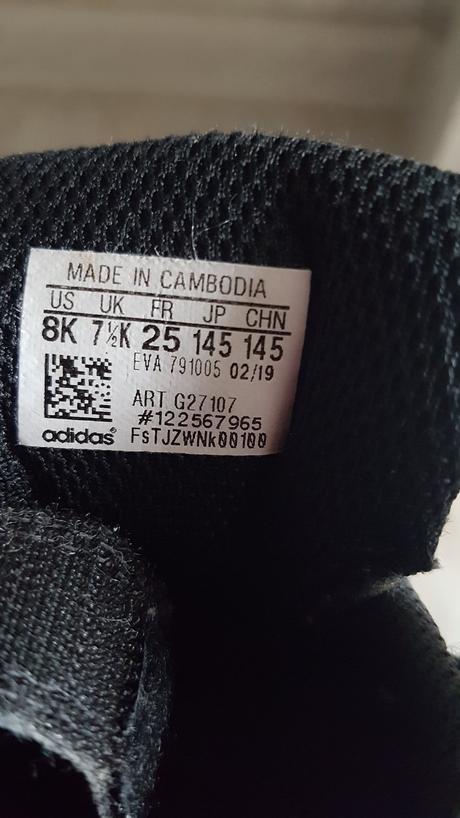 MADE IN CAMBODIA
US UK FR JP CHN
8K 7½K 25 145 145
EVA 791005 02/19
ART G27107
#122567965
adidas® FsTJZWNk00100